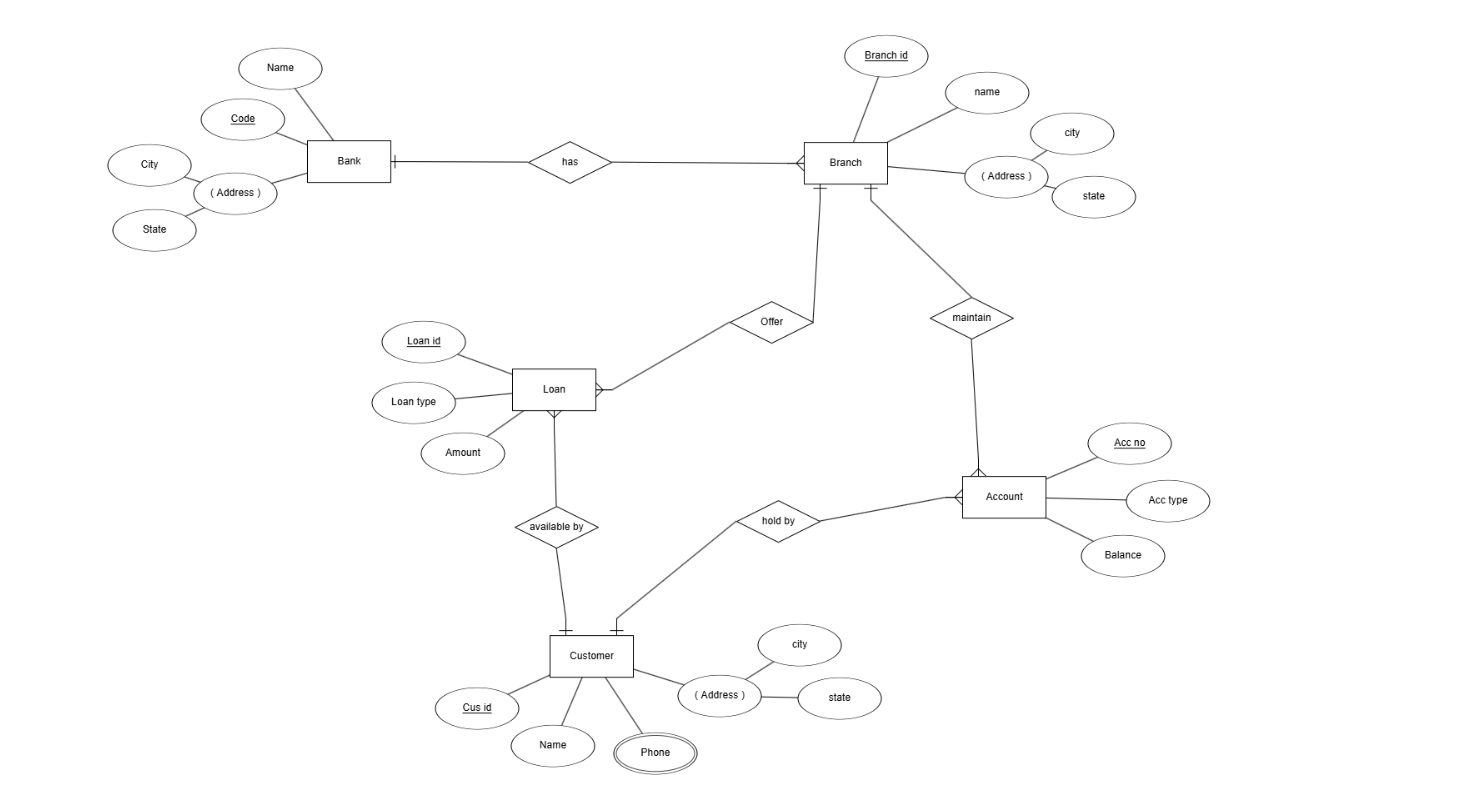 Branch id
Name
name
Code
city
City
Bank
has
Branch
( Address )
( Address )
state
State
maintain
Offer
Loan id
Loan
Loan type
Acc no
Amount
Account
Acc type
hold by
available by
Balance
city
Customer
( Address )
state
Cus id
Name
Phone